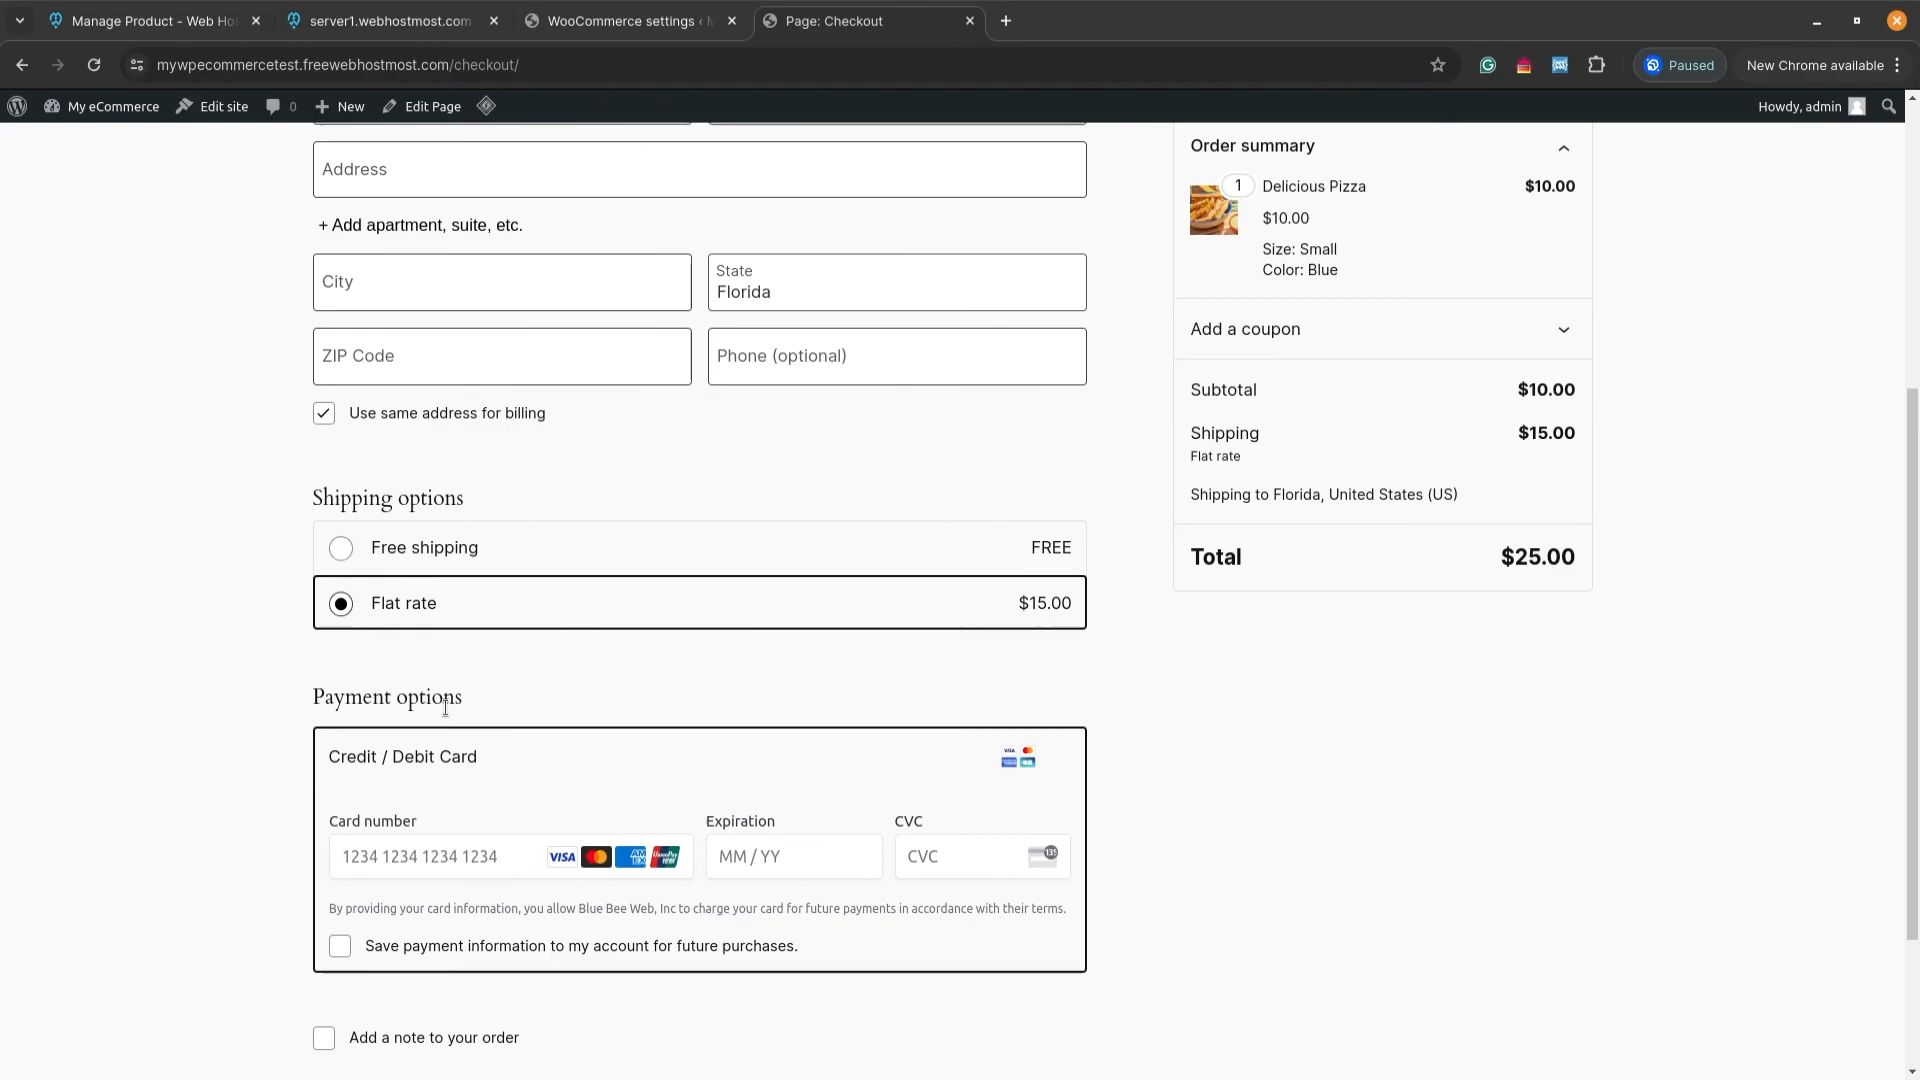 Manage Product - Web Ho
server1.webhostmost.com
WooCommerce settings ‹ M
Page: Checkout
mywpecommercetest.freewebhostmost.com/checkout/
Paused
New Chrome available
My eCommerce
Edit site
0
New
Edit Page
Howdy, admin
Address
+ Add apartment, suite, etc.
City
State
Florida
ZIP Code
Phone (optional)
Use same address for billing
Shipping options
Free shipping FREE
Flat rate $15.00
Payment options
Credit / Debit Card
VISA
Card number
Expiration
CVC
1234 1234 1234 1234
VISA
AM EX
UnionPay
MM / YY
CVC
135
By providing your card information, you allow Blue Bee Web, Inc to charge your card for future payments in accordance with their terms.
Save payment information to my account for future purchases.
Add a note to your order
Order summary
1
Delicious Pizza $10.00
$10.00
Size: Small
Color: Blue
Add a coupon
Subtotal $10.00
Shipping $15.00
Flat rate
Shipping to Florida, United States (US)
Total $25.00